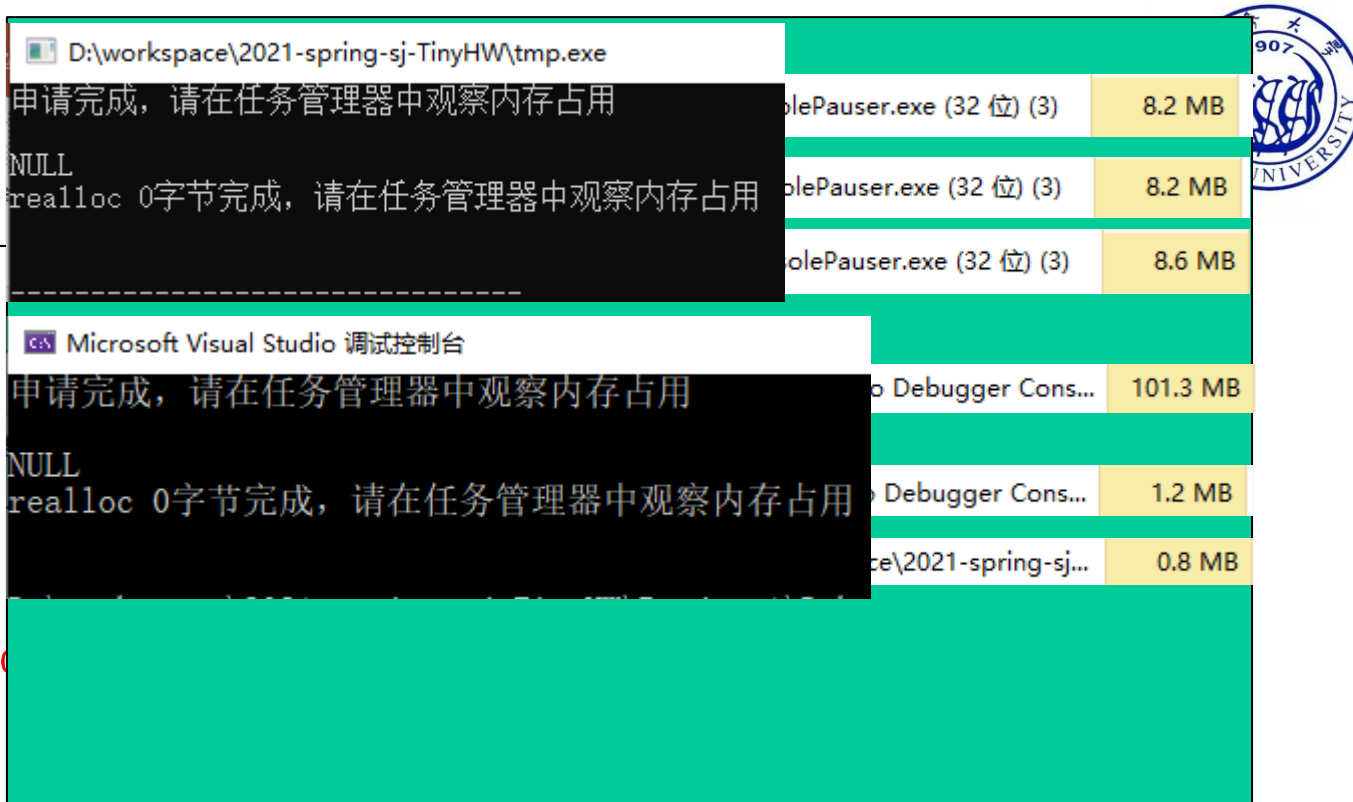 D:\workspace\2021-spring-sj-TinyHW\tmp.exe
申请完成，请在任务管理器中观察内存占用
NULL
realloc 0字节完成，请在任务管理器中观察内存占用
--------------------------------
olePauser.exe (32 位) (3) 8.2 MB
olePauser.exe (32 位) (3) 8.2 MB
solePauser.exe (32 位) (3) 8.6 MB
907
UNIVERSITY
Microsoft Visual Studio 调试控制台
申请完成，请在任务管理器中观察内存占用
NULL
realloc 0字节完成，请在任务管理器中观察内存占用
o Debugger Cons... 101.3 MB
Debugger Cons... 1.2 MB
ce\2021-spring-sj... 0.8 MB